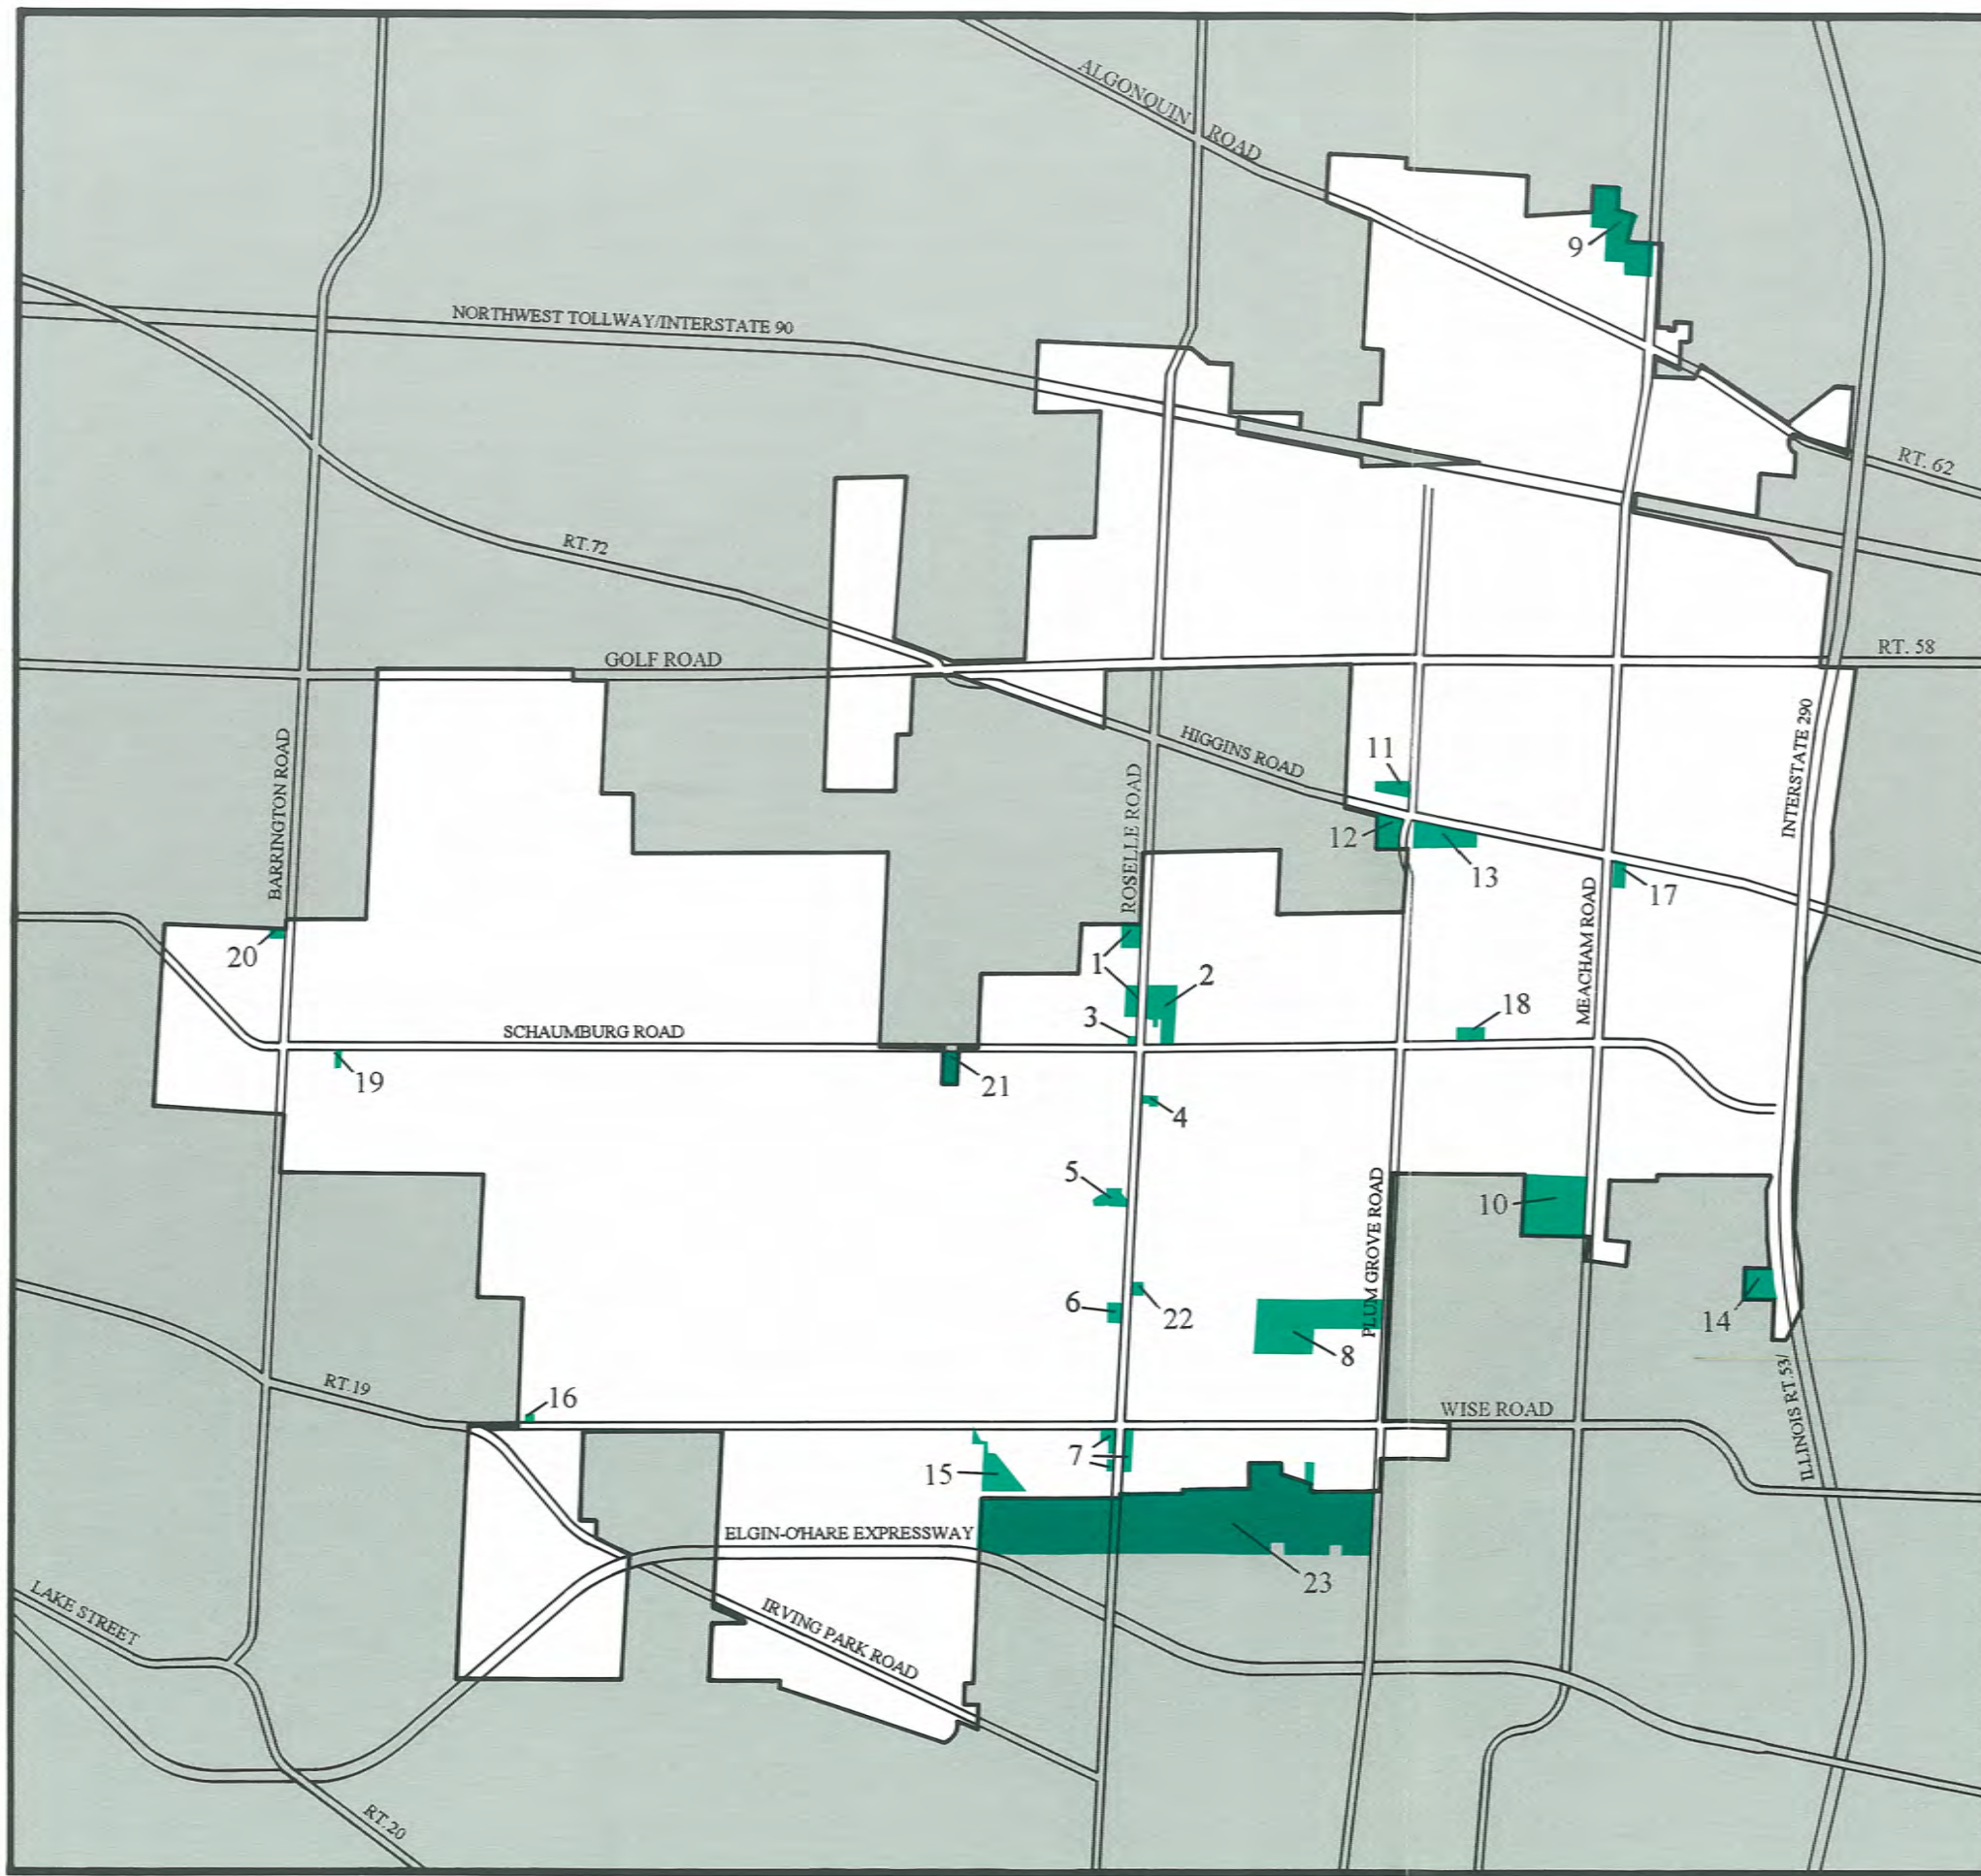 ALGONQUIN ROAD
9
NORTHWEST TOLLWAY/INTERSTATE 90
RT. 62
RT.72
GOLF ROAD
RT. 58
BARRINGTON ROAD
ROSELLE ROAD
HIGGINS ROAD
INTERSTATE 290
11
12
13
17
MEACHAM ROAD
20
1
2
3
18
SCHAUMBURG ROAD
19
21
4
5
10
PLUM GROVE ROAD
6
22
8
14
RT.19
16
WISE ROAD
ILLINOIS RT.53/
7
15
ELGIN-O'HARE EXPRESSWAY
23
LAKE STREET
IRVING PARK ROAD
RT.20